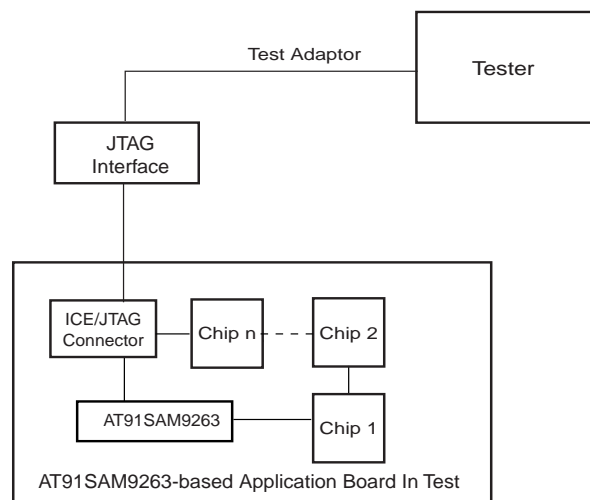 Test Adaptor
Tester
JTAG
Interface
ICE/JTAG
Connector
Chip n
Chip 2
AT91SAM9263
Chip 1
AT91SAM9263-based Application Board In Test